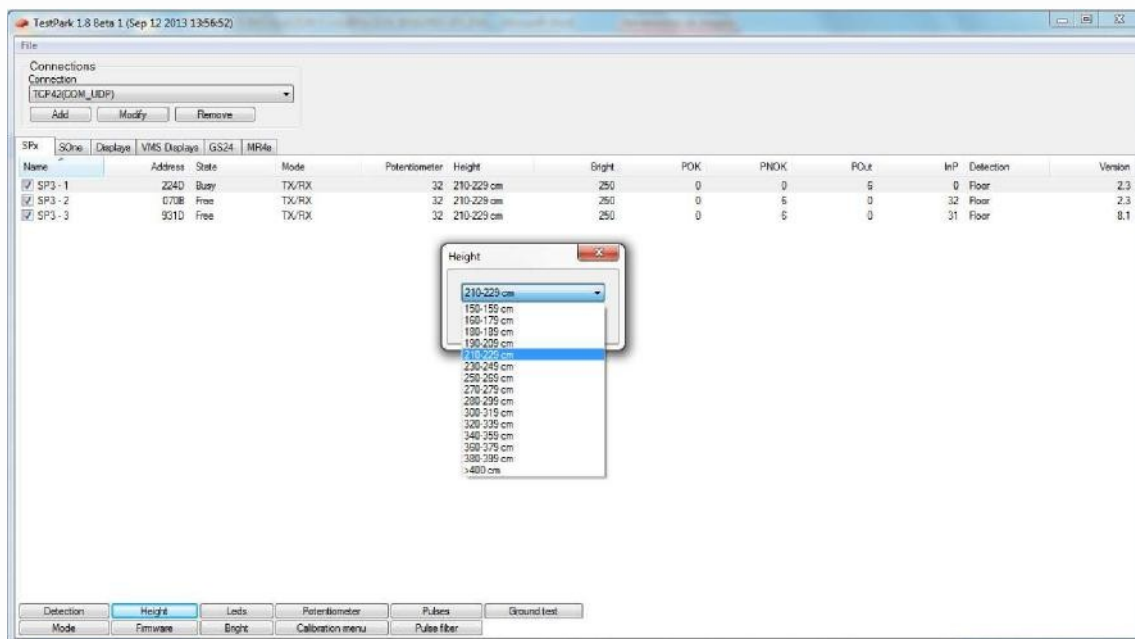 TestPark 1.8 Beta 1 (Sep 12 2013 13:56:52)
File
Connections
Connection
TCP42(COM_UDP)
Add Modify Remove
SPx SOne Displays VMS Displays GS24 MR4e
Name Address State Mode Potentiometer Height Bright POK PNOK POut InP Detection Version
SP3 - 1 224D Busy TX/RX 32 210-229 cm 250 0 0 6 0 Floor 2.3
SP3 - 2 070B Free TX/RX 32 210-229 cm 250 0 6 0 32 Floor 2.3
SP3 - 3 931D Free TX/RX 32 210-229 cm 250 0 6 0 31 Floor 8.1
Height
210-229 cm
150-159 cm
160-179 cm
180-189 cm
190-209 cm
210-229 cm
230-249 cm
250-269 cm
270-279 cm
280-299 cm
300-319 cm
320-339 cm
340-359 cm
360-379 cm
380-399 cm
>400 cm
Detection Height Leds Potentiometer Pulses Ground test
Mode Firmware Bright Calibration menu Pulse filter